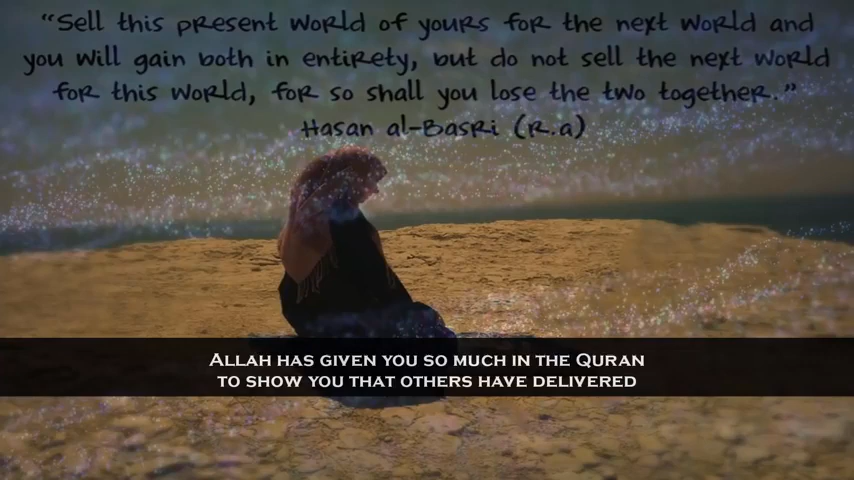 “Sell this present world of yours for the next world and
you will gain both in entirety, but do not sell the next world
for this world, for so shall you lose the two together.”
Hasan al-Basri (R.a)
Allah has given you so much in the Quran
to show you that others have delivered